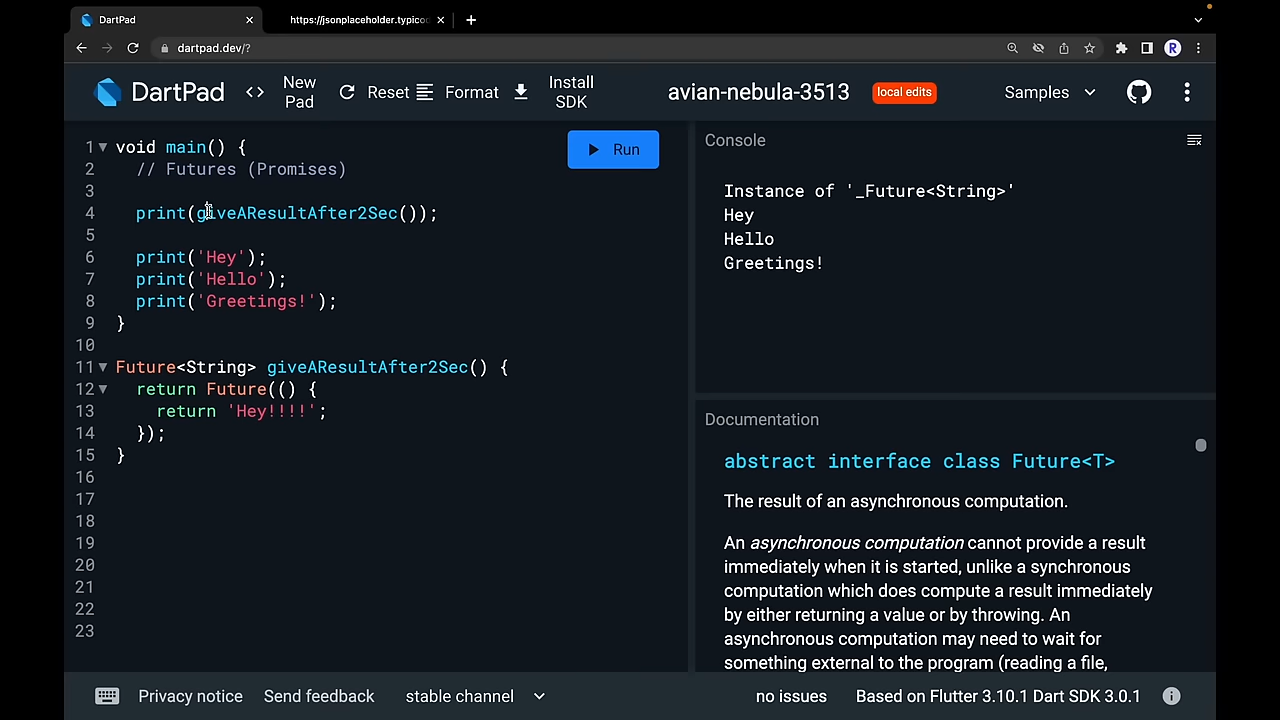 DartPad
https://jsonplaceholder.typicod
dartpad.dev/?
R
DartPad
<> New Pad
Reset
Format
Install SDK
avian-nebula-3513
local edits
Samples
1 void main() {
2 // Futures (Promises)
3
4 print(giveAResultAfter2Sec());
5
6 print('Hey');
7 print('Hello');
8 print('Greetings!');
9 }
10
11 Future<String> giveAResultAfter2Sec() {
12 return Future(() {
13 return 'Hey!!!!';
14 });
15 }
16
17
18
19
20
21
22
23
Run
Console
Instance of '_Future<String>'
Hey
Hello
Greetings!
Documentation
abstract interface class Future<T>
The result of an asynchronous computation.
An asynchronous computation cannot provide a result
immediately when it is started, unlike a synchronous
computation which does compute a result immediately
by either returning a value or by throwing. An
asynchronous computation may need to wait for
something external to the program (reading a file,
Privacy notice
Send feedback
stable channel
no issues
Based on Flutter 3.10.1 Dart SDK 3.0.1